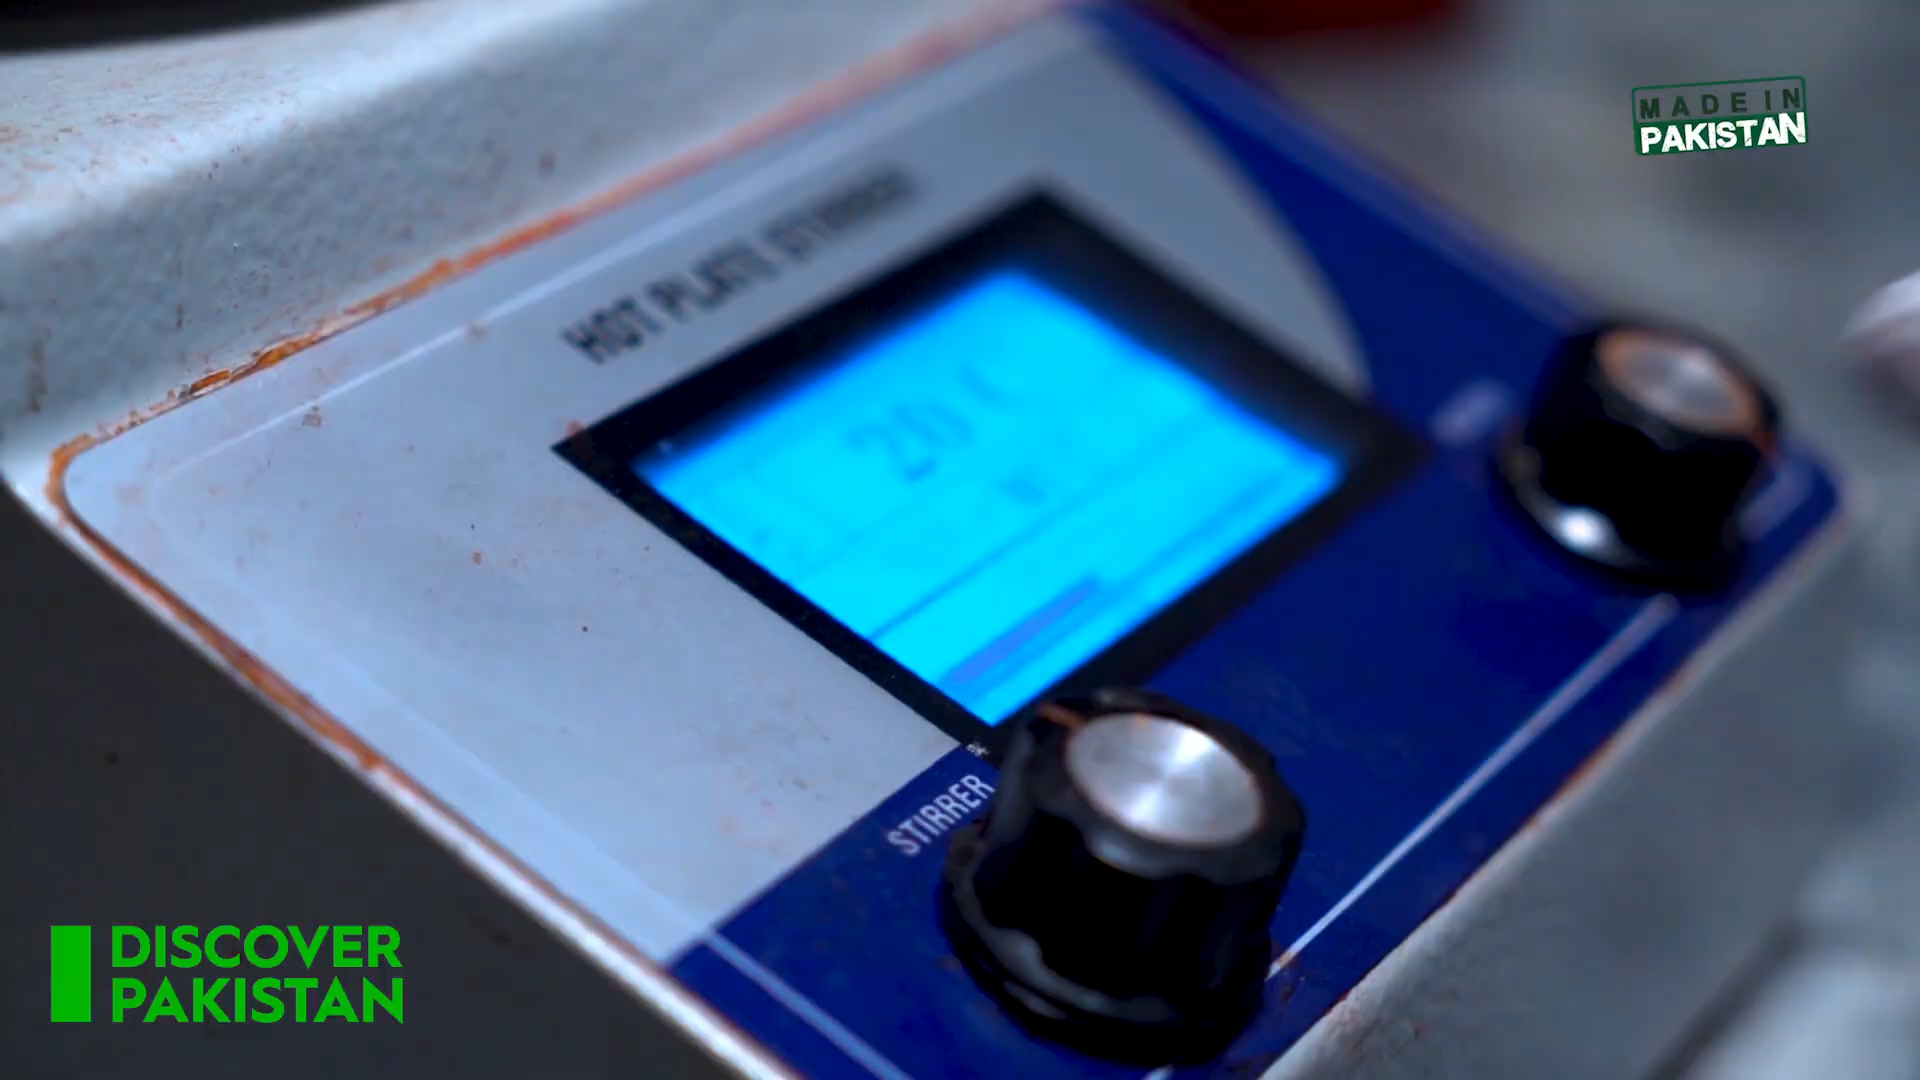 MADE IN
PAKISTAN
HOT PLATE STIRRER
STIRRER
DISCOVER
PAKISTAN